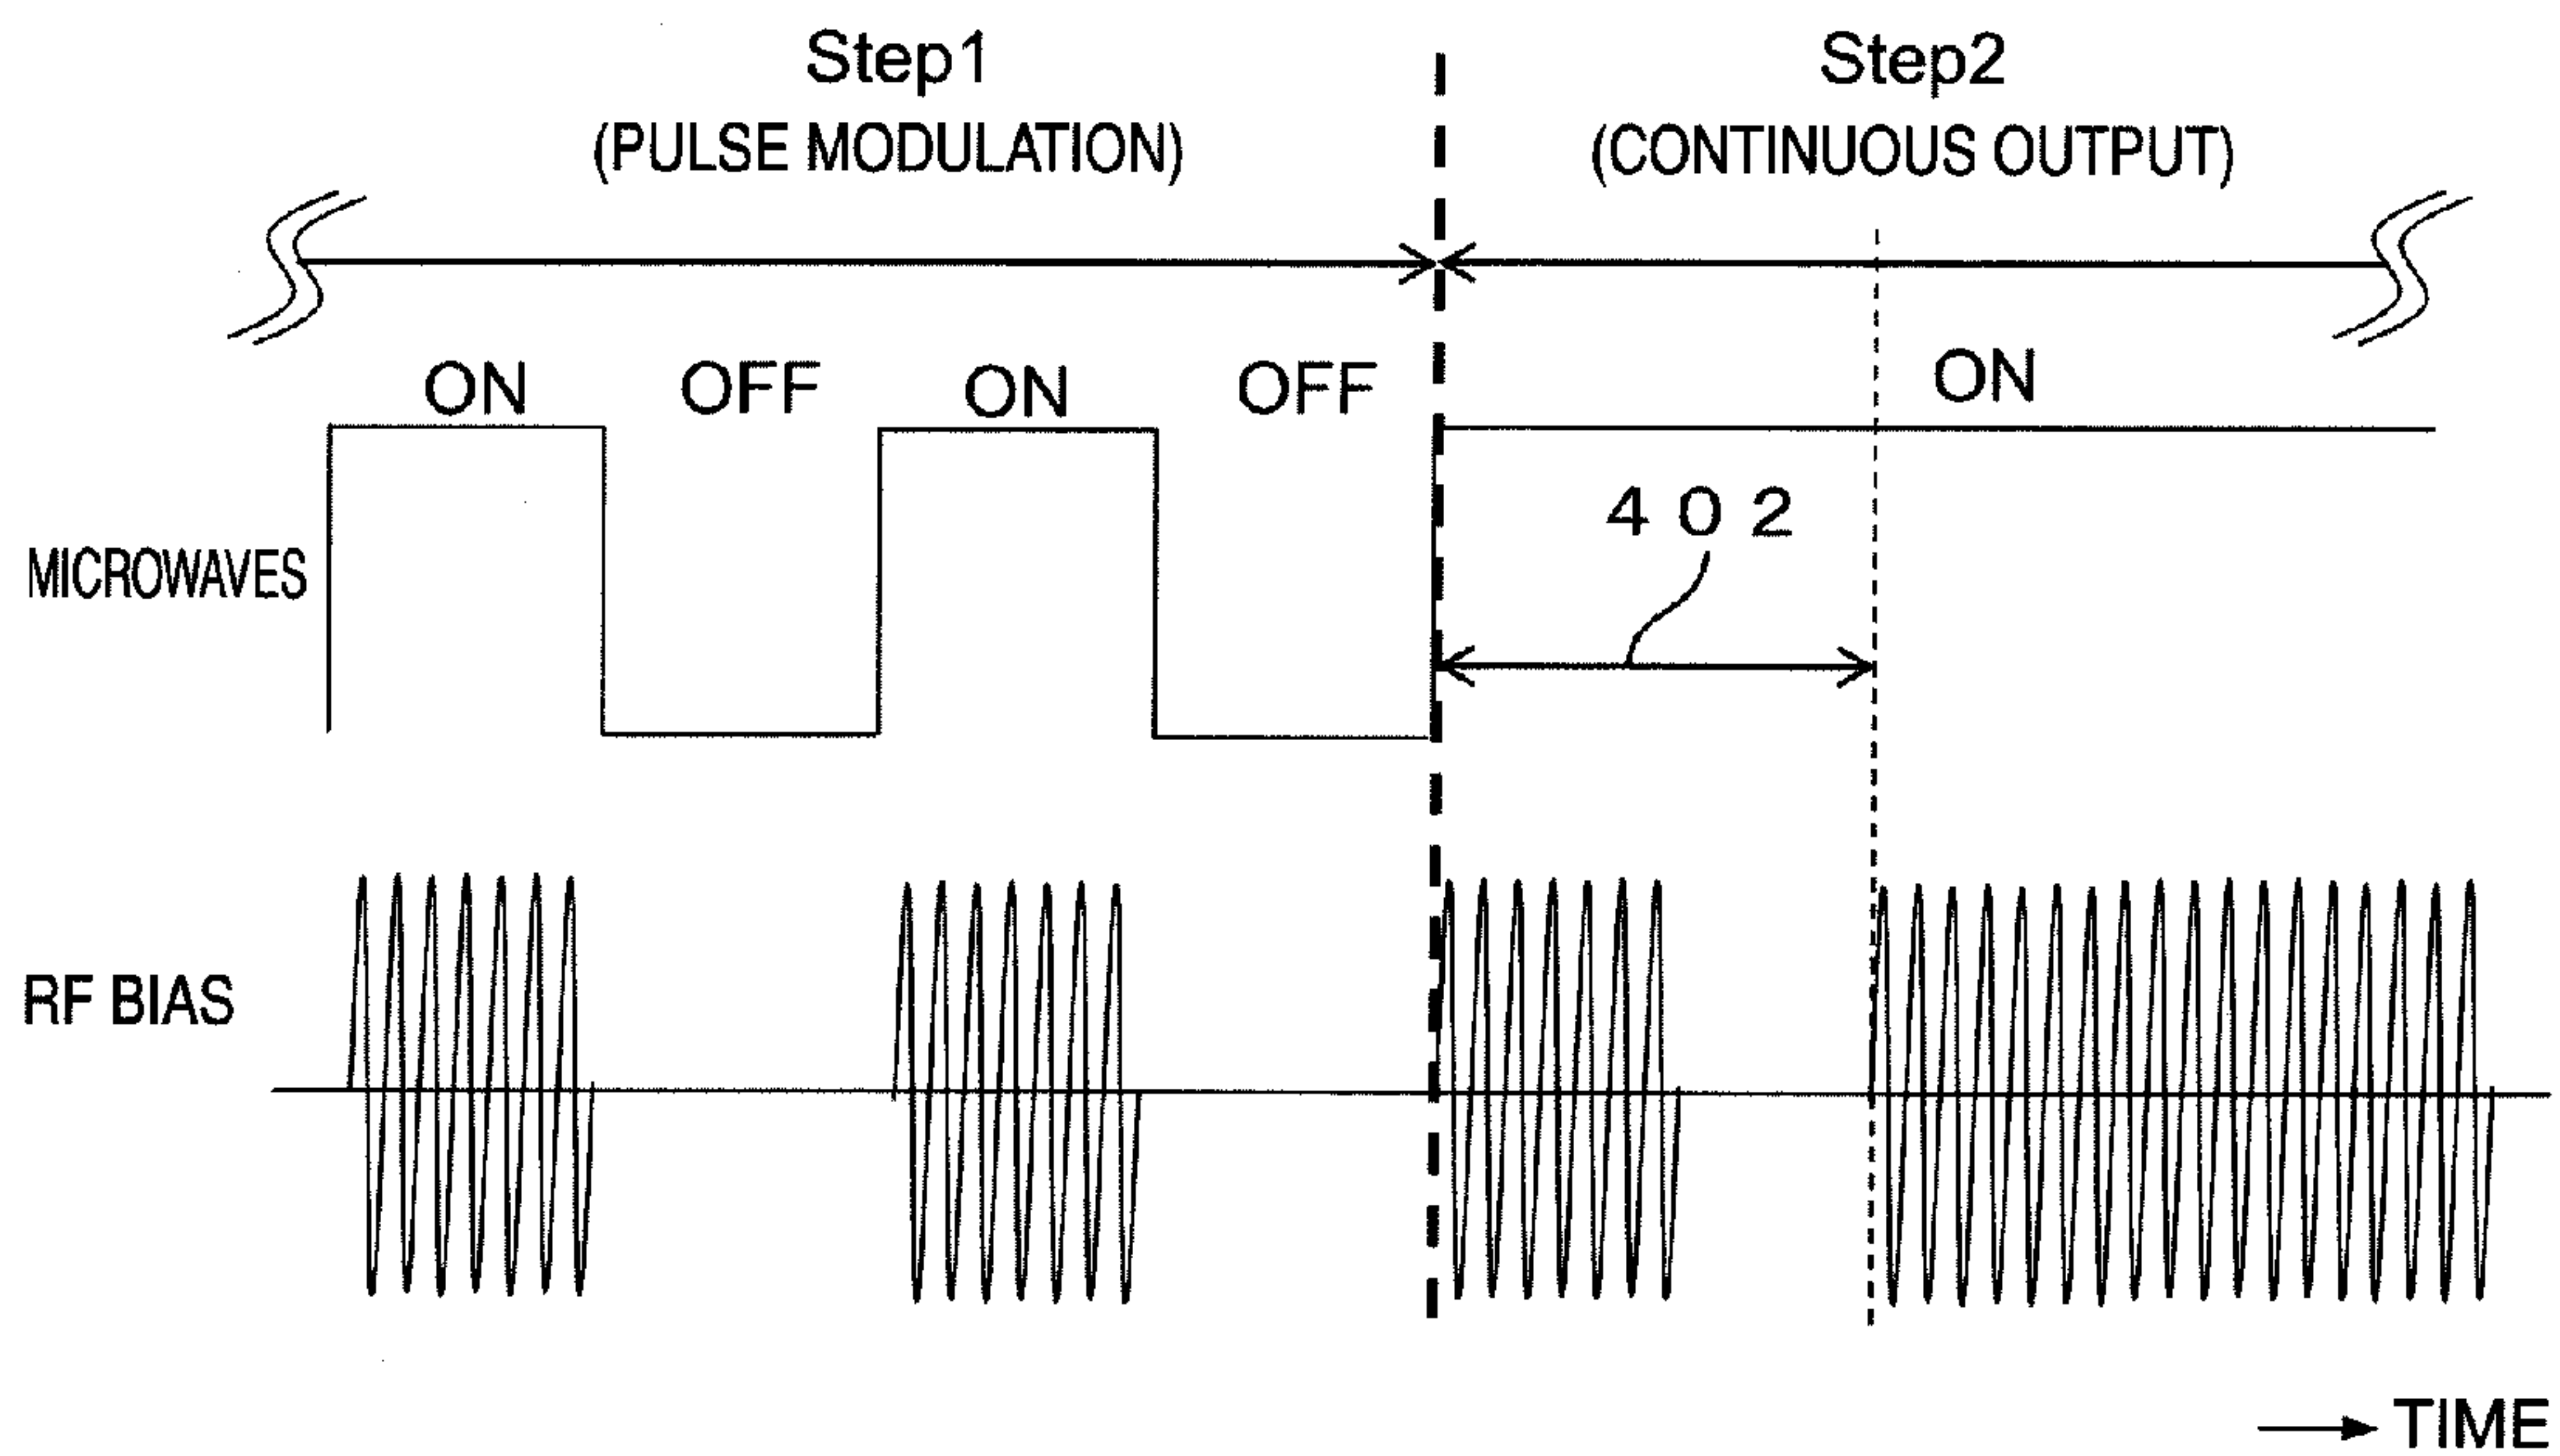 Step1
(PULSE MODULATION)
Step2
(CONTINUOUS OUTPUT)
ON
OFF
ON
OFF
ON
402
MICROWAVES
RF BIAS
TIME